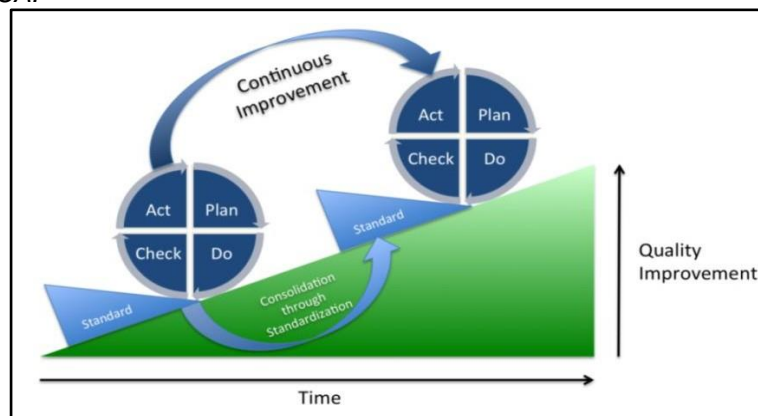 Continuous
Improvement
Act
Plan
Check
Do
Act
Plan
Check
Do
Standard
Standard
Consolidation
through
Standardization
Quality
Improvement
Time